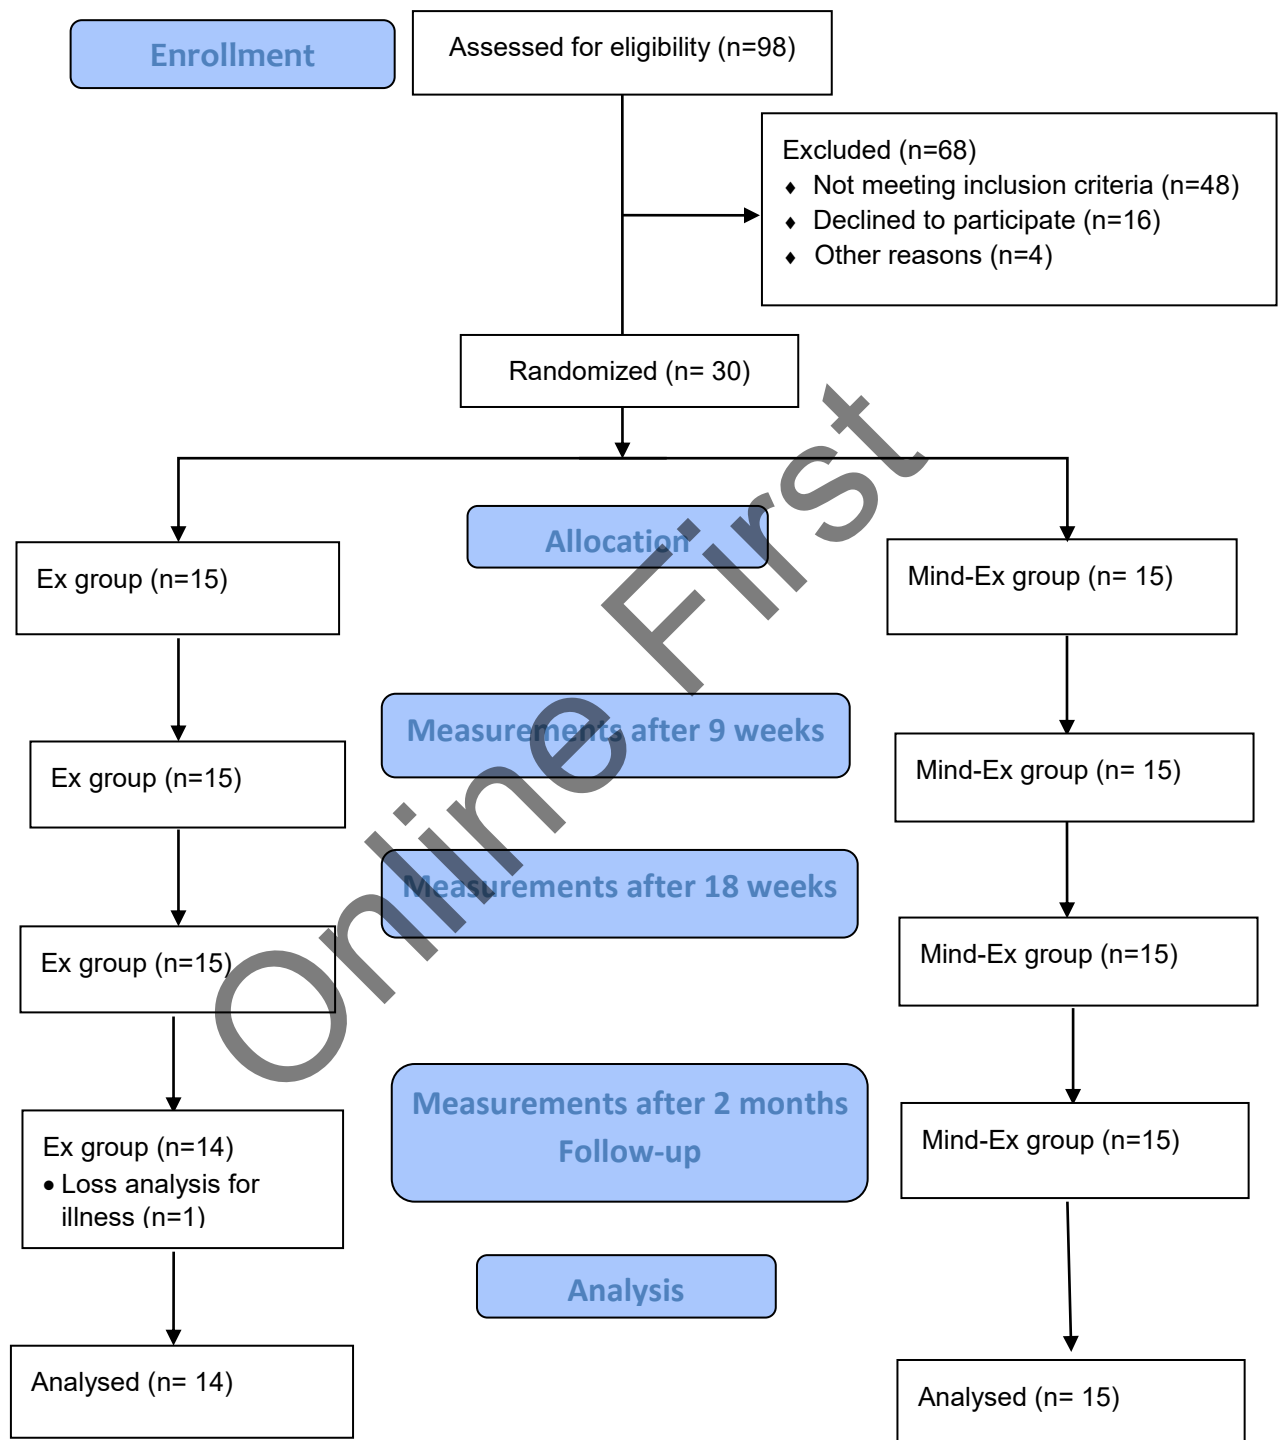 Enrollment
Assessed for eligibility (n=98)
Excluded (n=68)
♦ Not meeting inclusion criteria (n=48)
♦ Declined to participate (n=16)
♦ Other reasons (n=4)
Randomized (n= 30)
Allocation
Ex group (n=15)
Mind-Ex group (n= 15)
Measurements after 9 weeks
Ex group (n=15)
Mind-Ex group (n= 15)
Measurements after 18 weeks
Ex group (n=15)
Mind-Ex group (n=15)
Measurements after 2 months
Follow-up
Ex group (n=14)
• Loss analysis for
illness (n=1)
Mind-Ex group (n=15)
Analysis
Analysed (n= 14)
Analysed (n= 15)
Online First